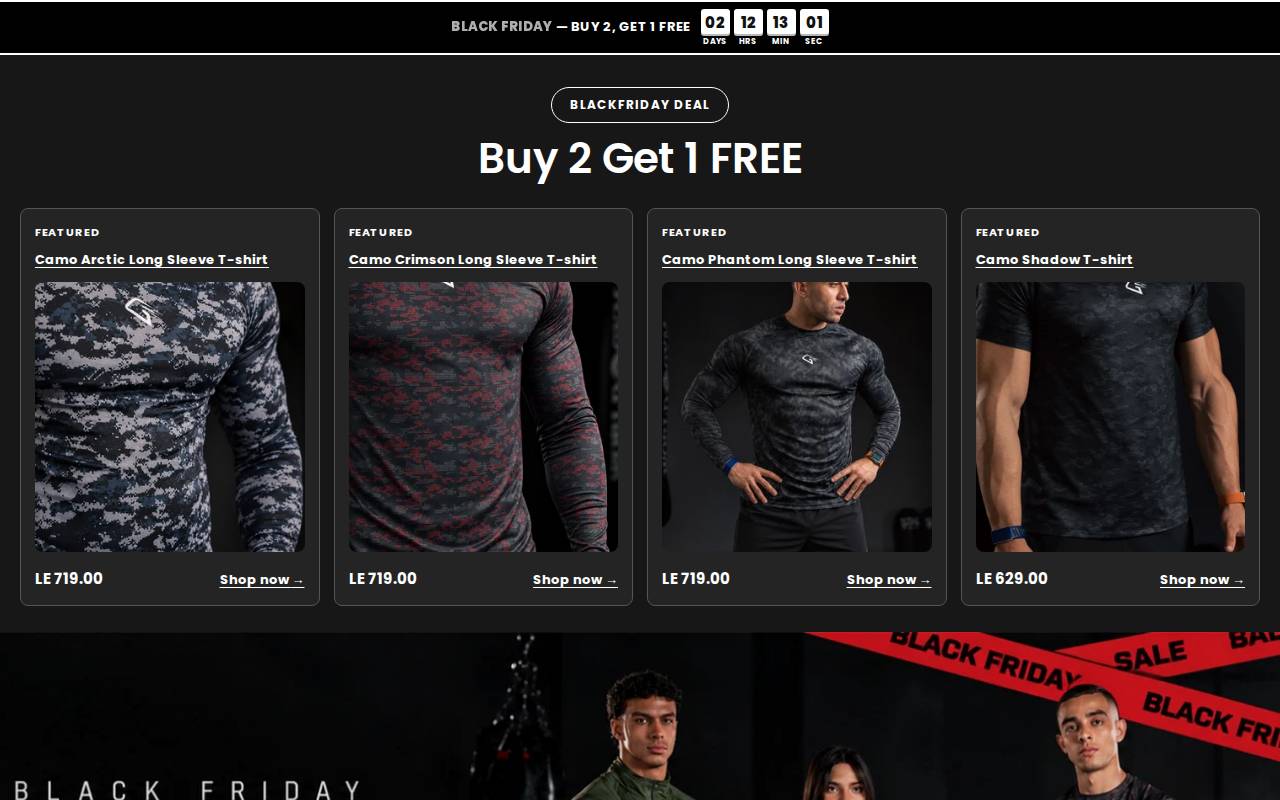 BLACK FRIDAY — BUY 2, GET 1 FREE
02 12 13 01
DAYS HRS MIN SEC
BLACKFRIDAY DEAL
Buy 2 Get 1 FREE
FEATURED
Camo Arctic Long Sleeve T-shirt
LE 719.00
Shop now →
FEATURED
Camo Crimson Long Sleeve T-shirt
LE 719.00
Shop now →
FEATURED
Camo Phantom Long Sleeve T-shirt
LE 719.00
Shop now →
FEATURED
Camo Shadow T-shirt
LE 629.00
Shop now →
BLACK FRIDAY
SALE
BLACK
BLACK FRIDAY